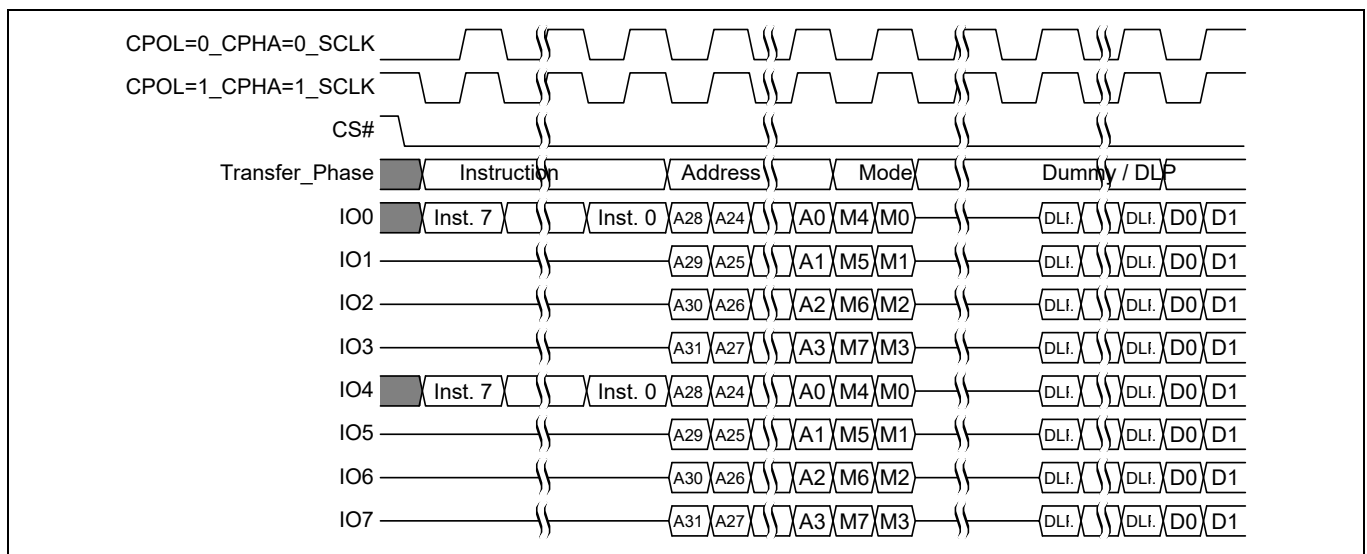 CPOL=0_CPHA=0_SCLK
CPOL=1_CPHA=1_SCLK
CS#
Transfer_Phase Instruction Address Mode Dummy / DLP
IO0 Inst. 7 Inst. 0 A28 A24 A0 M4 M0 DLP. DLP. D0 D1
IO1 A29 A25 A1 M5 M1 DLP. DLP. D0 D1
IO2 A30 A26 A2 M6 M2 DLP. DLP. D0 D1
IO3 A31 A27 A3 M7 M3 DLP. DLP. D0 D1
IO4 Inst. 7 Inst. 0 A28 A24 A0 M4 M0 DLP. DLP. D0 D1
IO5 A29 A25 A1 M5 M1 DLP. DLP. D0 D1
IO6 A30 A26 A2 M6 M2 DLP. DLP. D0 D1
IO7 A31 A27 A3 M7 M3 DLP. DLP. D0 D1